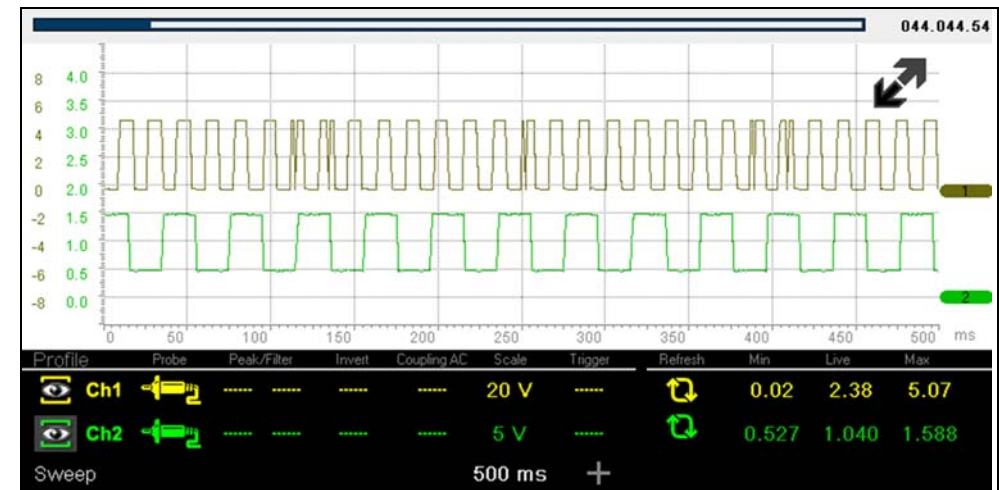 044.044.54
8 4.0
6 3.5
4 3.0
2 2.5
0 2.0
1
-2 1.5
-4 1.0
-6 0.5
-8 0.0
2
0 50 100 150 200 250 300 350 400 450 500 ms
Profile Probe Peak/Filter Invert Coupling AC Scale Trigger Refresh Min Live Max
Ch1 ------ ------ ------ ------ 20 V ------ 0.02 2.38 5.07
Ch2 ------ ------ ------ ------ 5 V ------ 0.527 1.040 1.588
Sweep 500 ms +